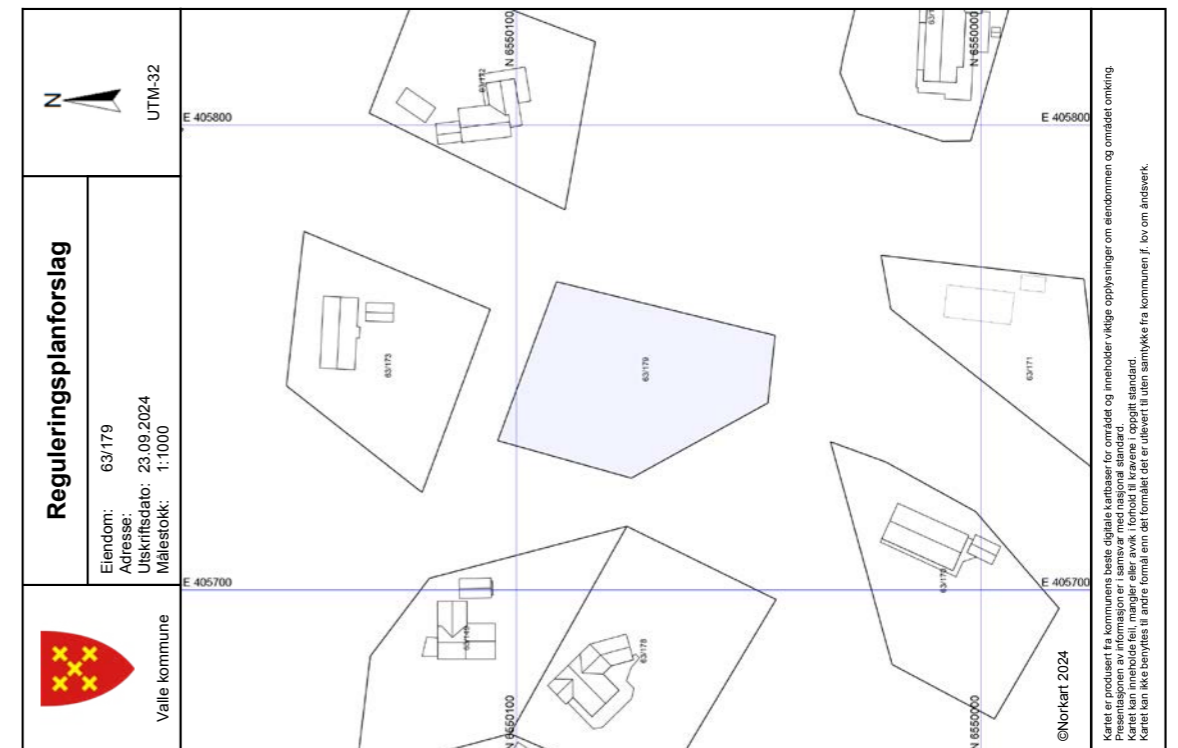 Valle kommune
Reguleringsplanforslag
Eiendom: 63/179
Adresse:
Utskriftsdato: 23.09.2024
Målestokk: 1:1000
N
UTM-32
E 405800
E 405800
E 405700
E 405700
N 6550100
N 6550100
N 6550000
N 6550000
63/172
63/173
63/179
63/171
63/149
63/178
©Norkart 2024
Kartet er produsert fra kommunens beste digitale kartbaser for området og inneholder viktige opplysninger om eiendommen og området omkring.
Presentasjonen av informasjon er i samsvar med nasjonal standard.
Kartet kan inneholde feil, mangler eller avvik i forhold til kravene i oppgitt standard.
Kartet kan ikke benyttes til andre formål enn det formålet det er utlevert til uten samtykke fra kommunen jf. lov om åndsverk.